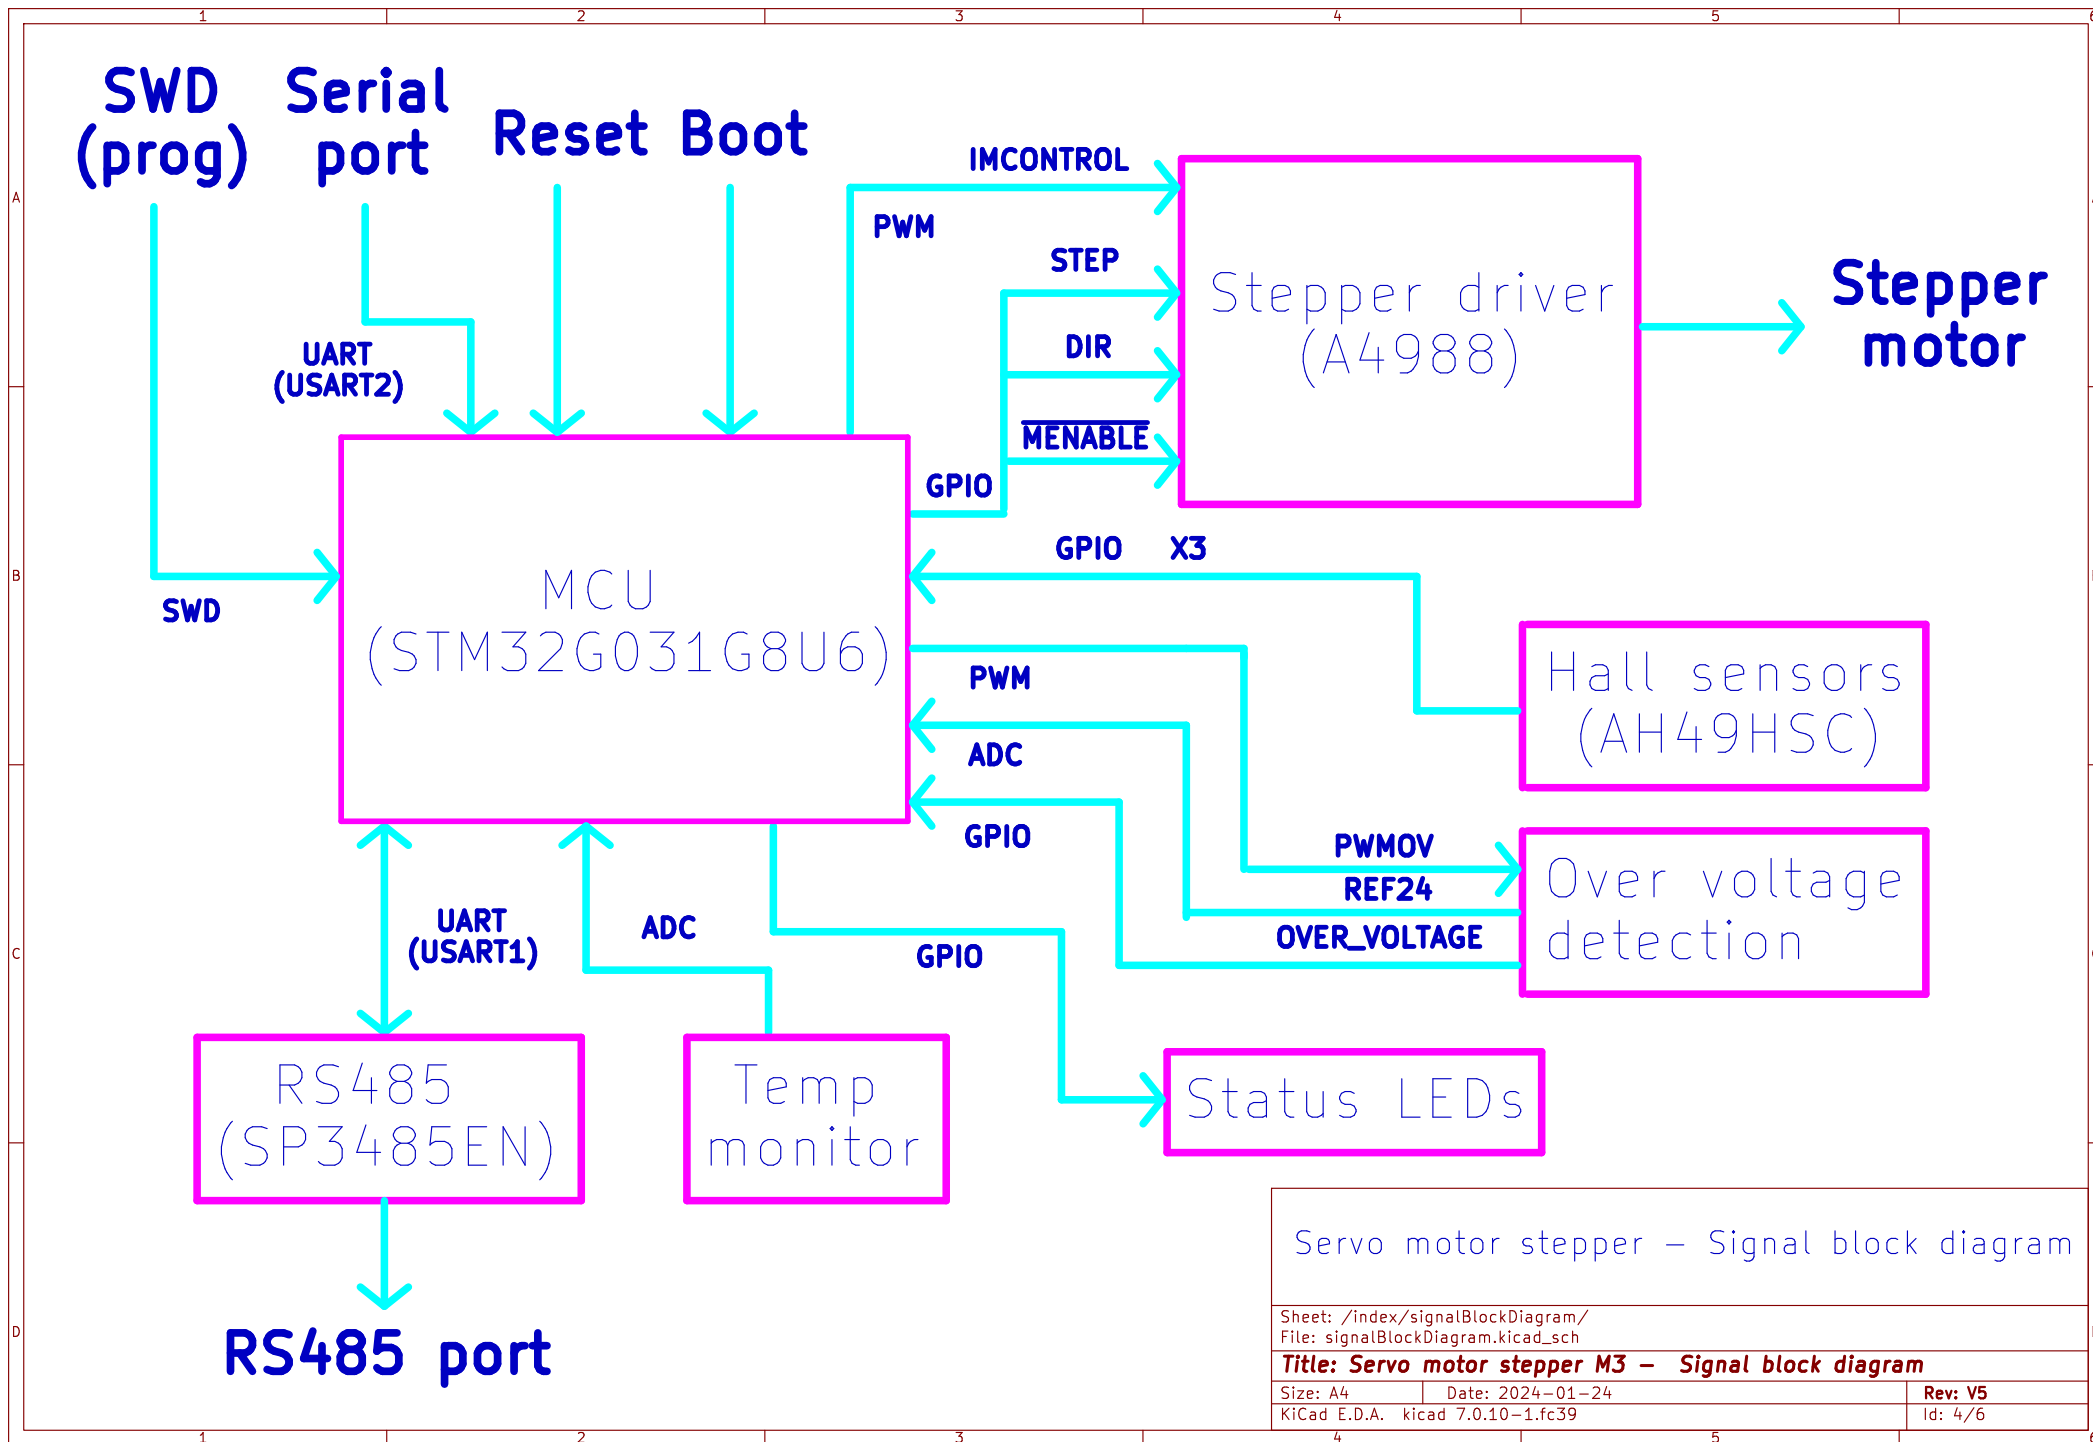 1 2 3 4 5 6
SWD
(prog)
Serial
port
Reset
Boot
IMCONTROL
PWM
STEP
DIR
MENABLE
GPIO
Stepper driver
(A4988)
Stepper
motor
UART
(USART2)
A
B
C
D
SWD
MCU
(STM32G031G8U6)
GPIO X3
PWM
ADC
GPIO
Hall sensors
(AH49HSC)
PWMOV
REF24
OVER_VOLTAGE
Over voltage
detection
UART
(USART1)
ADC
GPIO
RS485
(SP3485EN)
Temp
monitor
Status LEDs
RS485 port
Servo motor stepper – Signal block diagram
Sheet: /index/signalBlockDiagram/
File: signalBlockDiagram.kicad_sch
Title: Servo motor stepper M3 – Signal block diagram
Size: A4 Date: 2024-01-24 Rev: V5
KiCad E.D.A. kicad 7.0.10-1.fc39 Id: 4/6
1 2 3 4 5 6